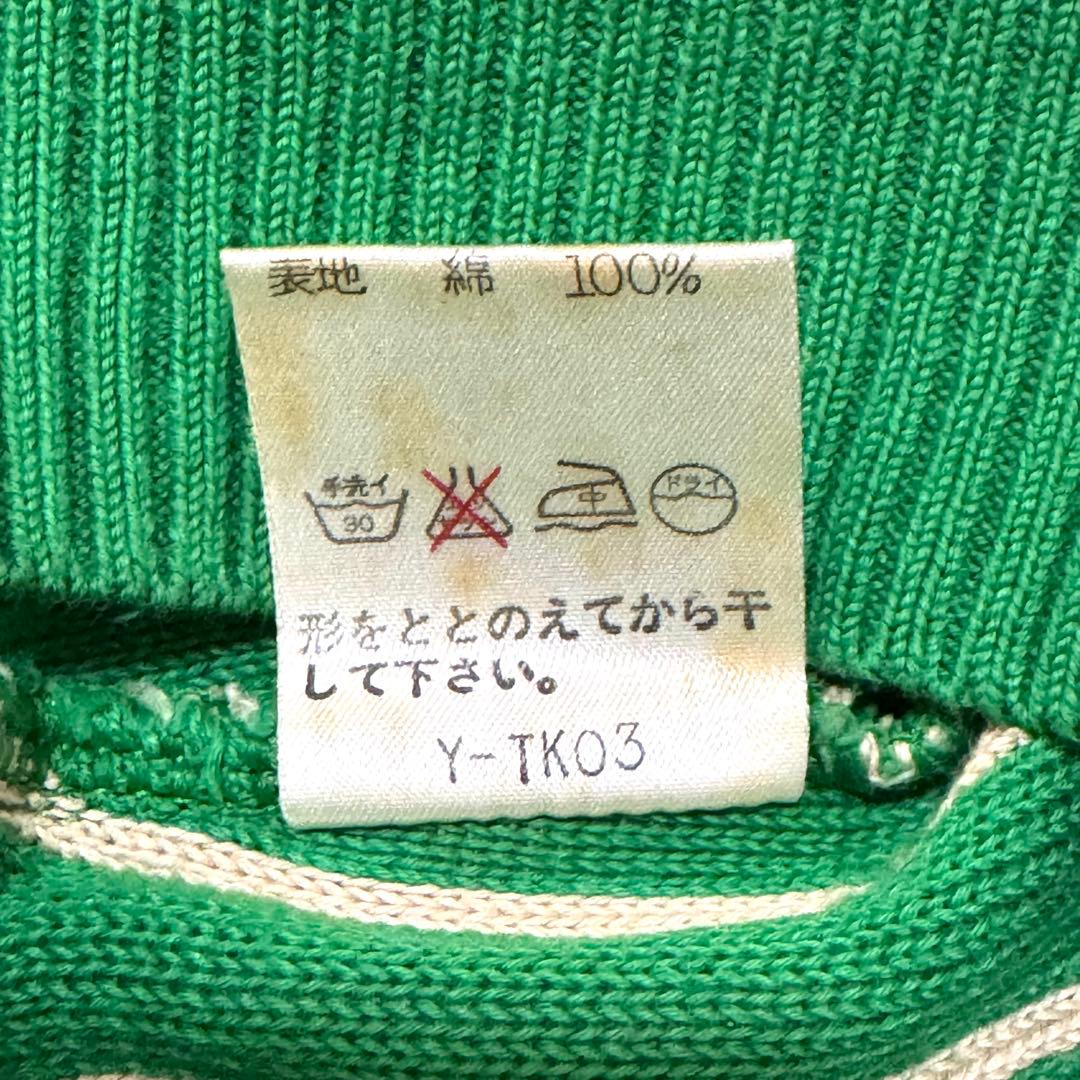 表地 綿 100%
手洗イ 30 中 ドライ
形をととのえてから干
して下さい。
Y-TK03